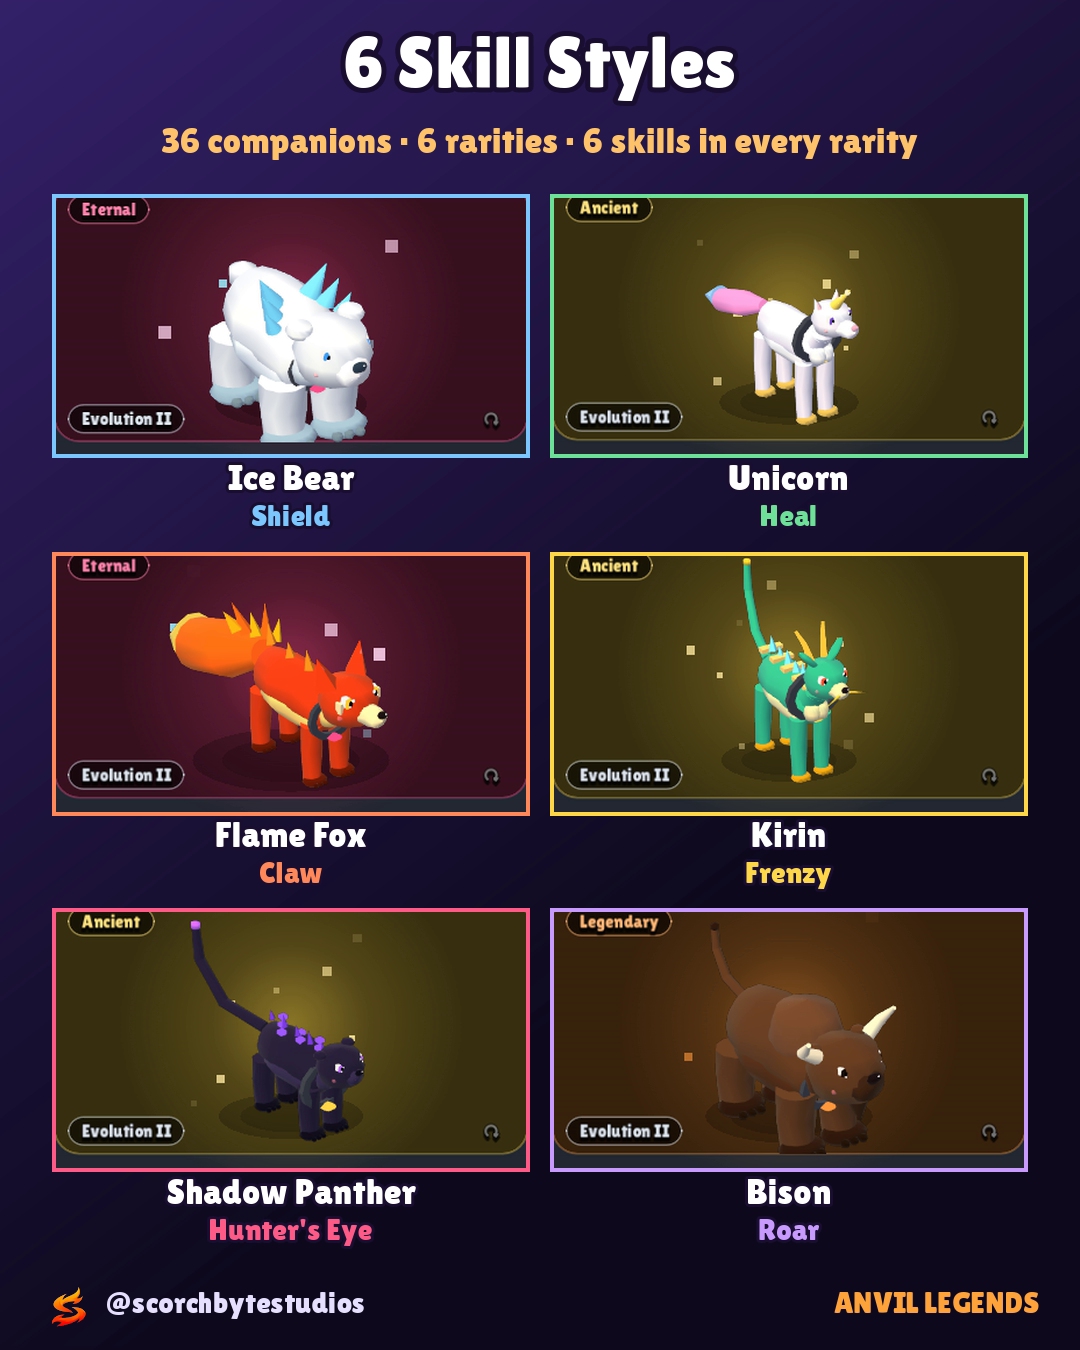 6 Skill Styles
36 companions · 6 rarities · 6 skills in every rarity
Eternal
Evolution II
Ice Bear
Shield
Ancient
Evolution II
Unicorn
Heal
Eternal
Evolution II
Flame Fox
Claw
Ancient
Evolution II
Kirin
Frenzy
Ancient
Evolution II
Shadow Panther
Hunter's Eye
Legendary
Evolution II
Bison
Roar
@scorchbytestudios
ANVIL LEGENDS